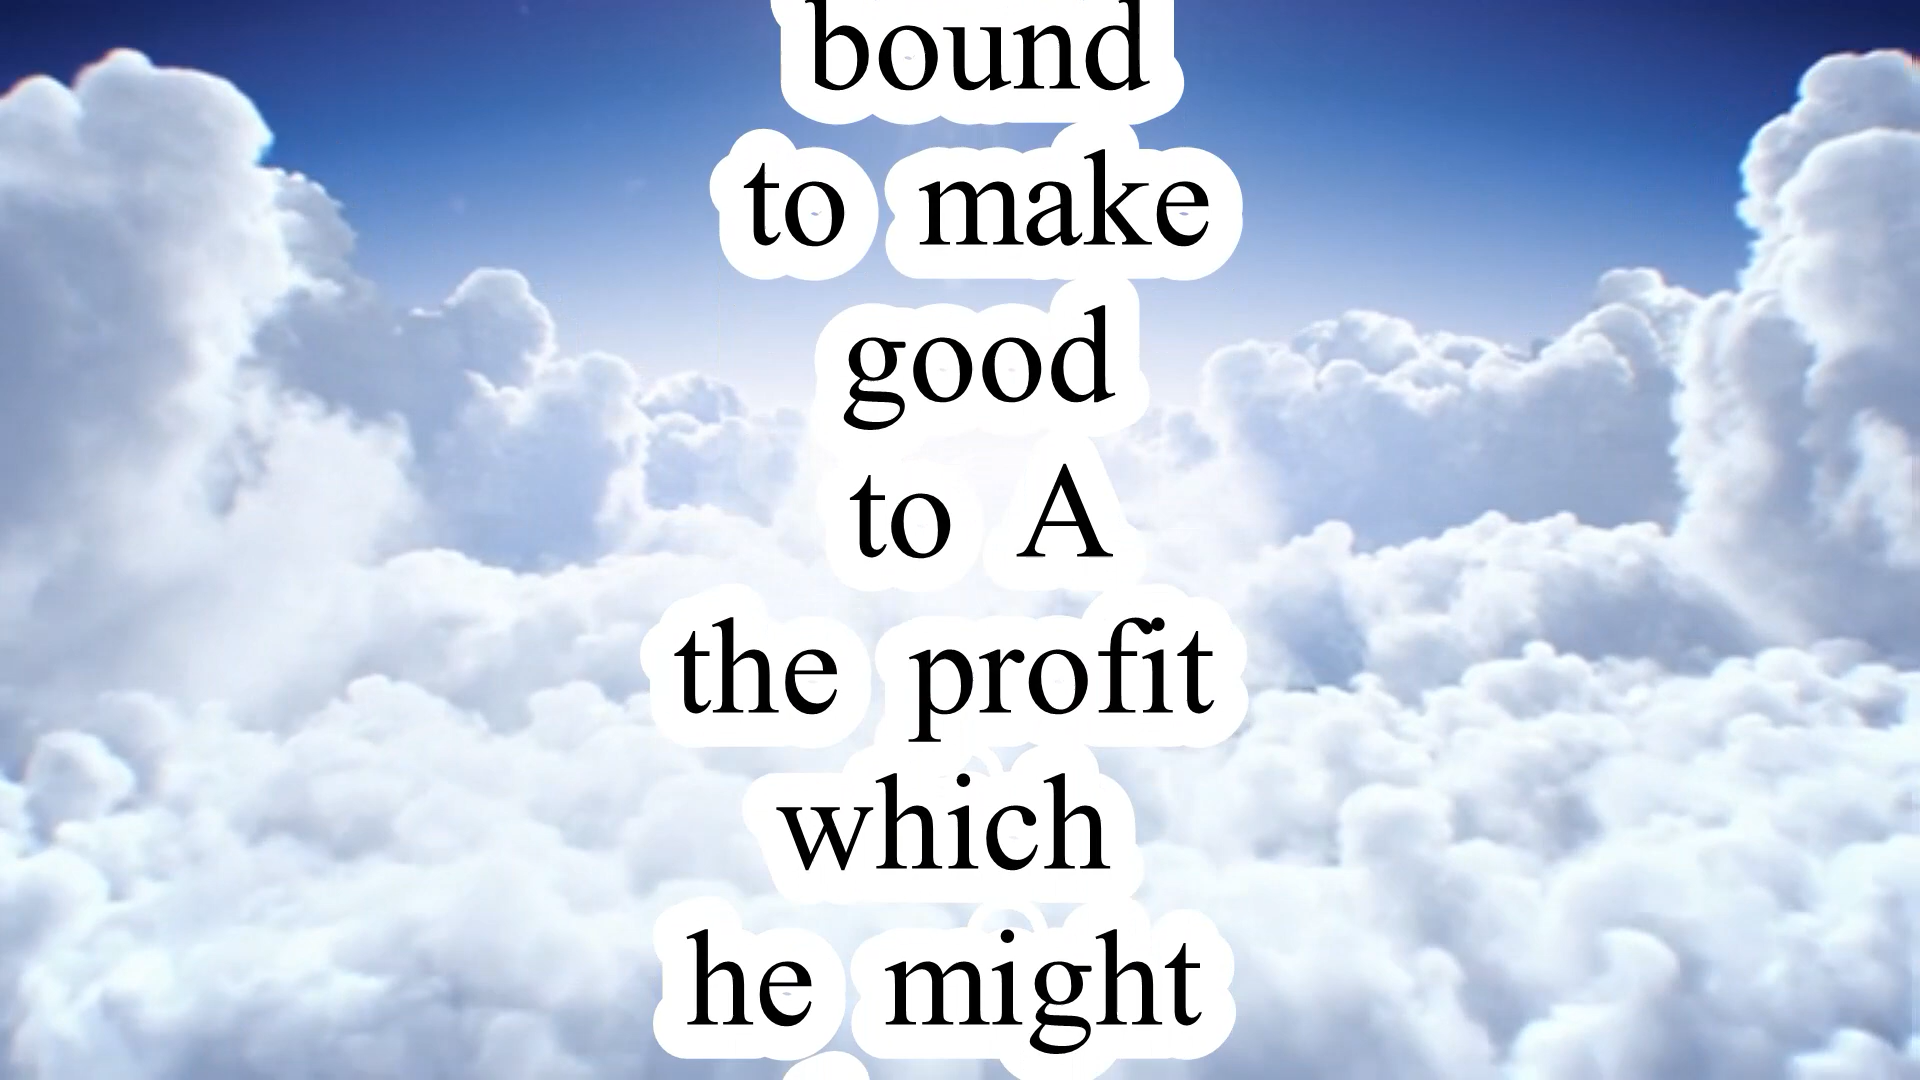 bound
to make
good
to A
the profit
which
he might